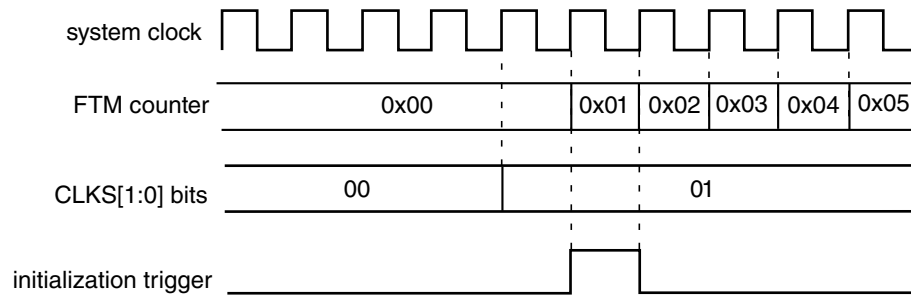 system clock
FTM counter 0x00 0x01 0x02 0x03 0x04 0x05
CLKS[1:0] bits 00 01
initialization trigger